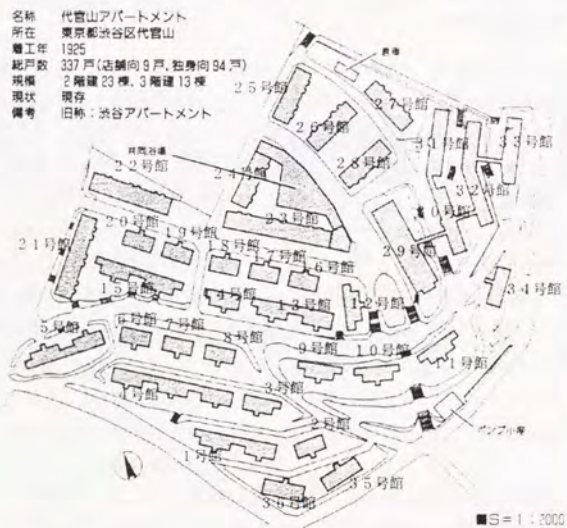 名称 代官山アパートメント
所在 東京都渋谷区代官山
着工年 1925
総戸数 337戸(店舗向9戸,独身向94戸)
規模 2階建23棟,3階建13棟
現状 現存
備考 旧称:渋谷アパートメント
共同浴場
25号館
26号館
27号館
28号館
31号館
33号館
32号館
30号館
22号館
24号館
23号館
29号館
34号館
21号館
20号館
19号館
18号館
17号館
16号館
15号館
14号館
13号館
12号館
5号館
6号館
7号館
8号館
9号館
10号館
11号館
4号館
3号館
2号館
1号館
ポンプ小屋
36号館
35号館
■S=1:2000